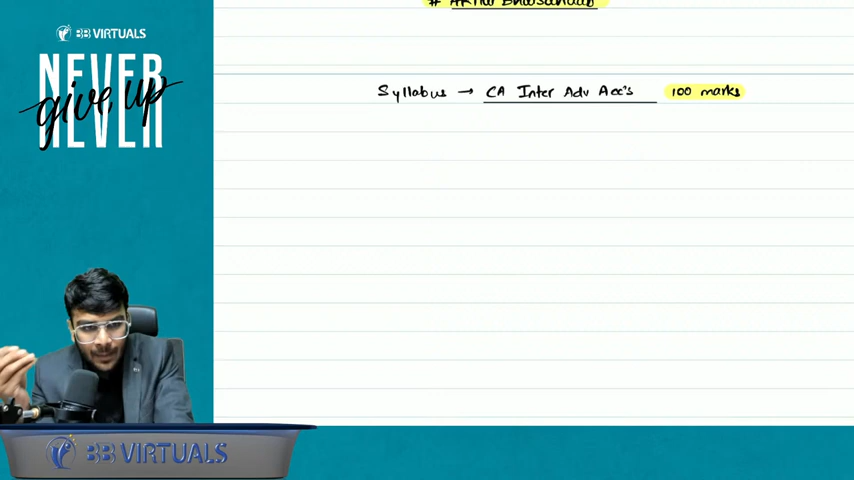 #
BB VIRTUALS
NEVER
give up
NEVER
Syllabus → CA Inter Adv Acc's 100 marks
BB VIRTUALS